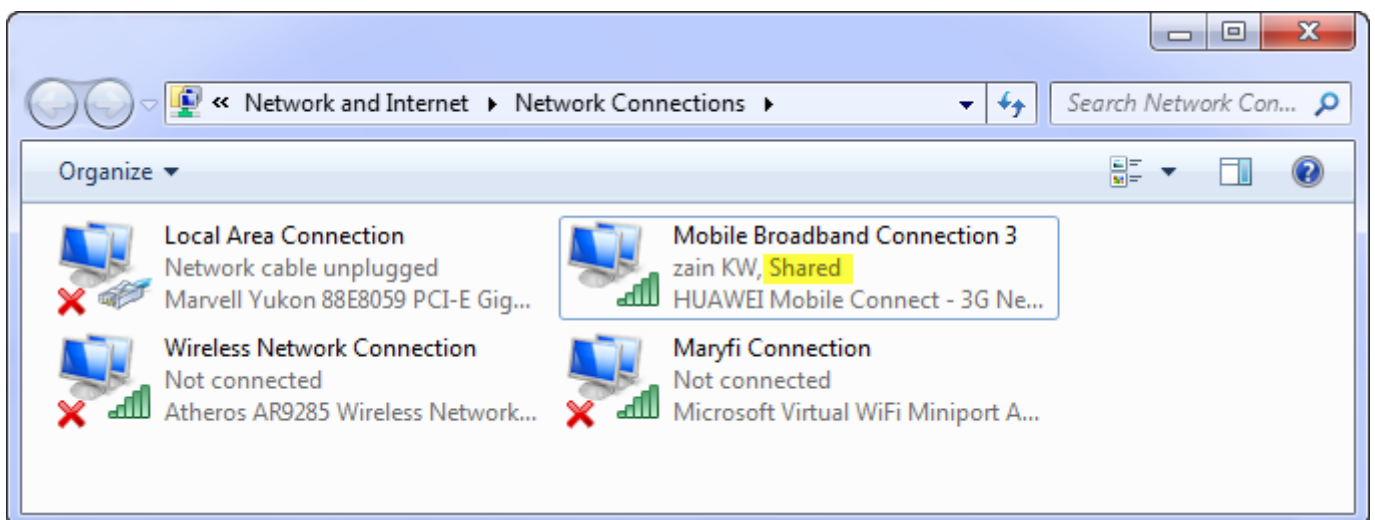 « Network and Internet ▸ Network Connections ▸
Search Network Con...
Organize
Local Area Connection
Network cable unplugged
Marvell Yukon 88E8059 PCI-E Gig...
Mobile Broadband Connection 3
zain KW, Shared
HUAWEI Mobile Connect - 3G Ne...
Wireless Network Connection
Not connected
Atheros AR9285 Wireless Network...
Maryfi Connection
Not connected
Microsoft Virtual WiFi Miniport A...